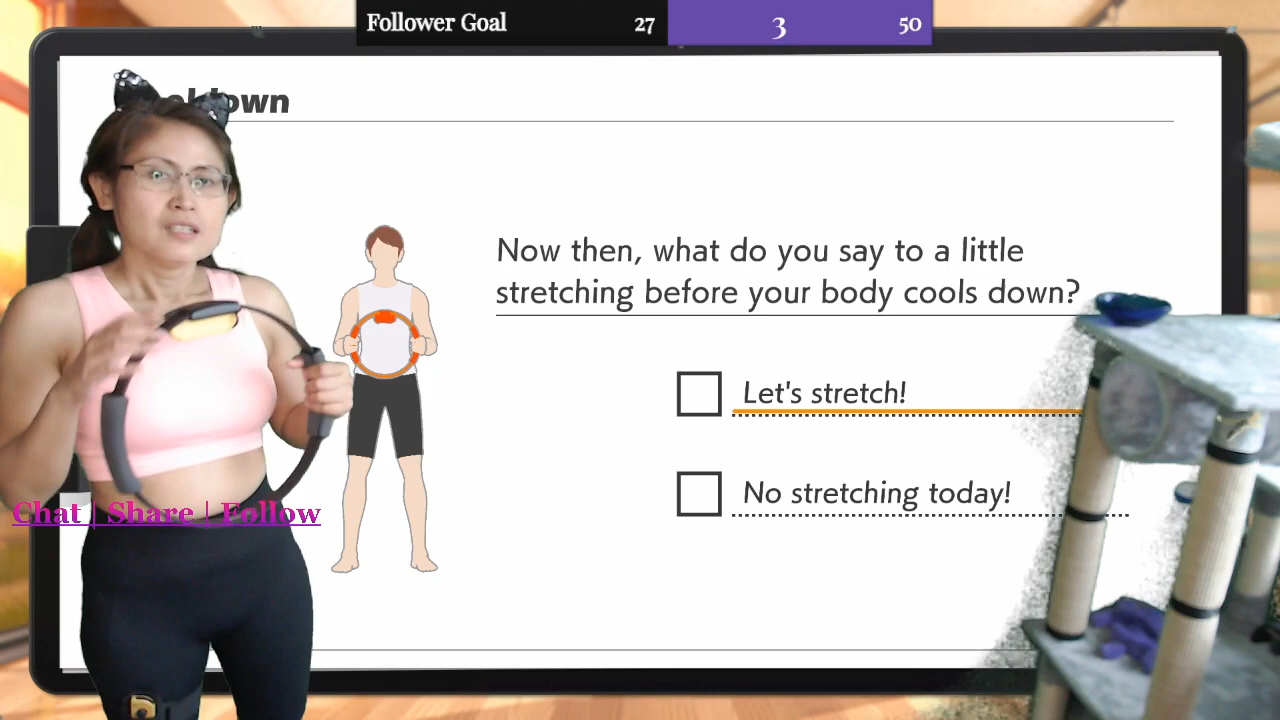 Follower Goal 27 3 50
Now then, what do you say to a little
stretching before your body cools down?
Let's stretch!
No stretching today!
Chat | Share | Follow